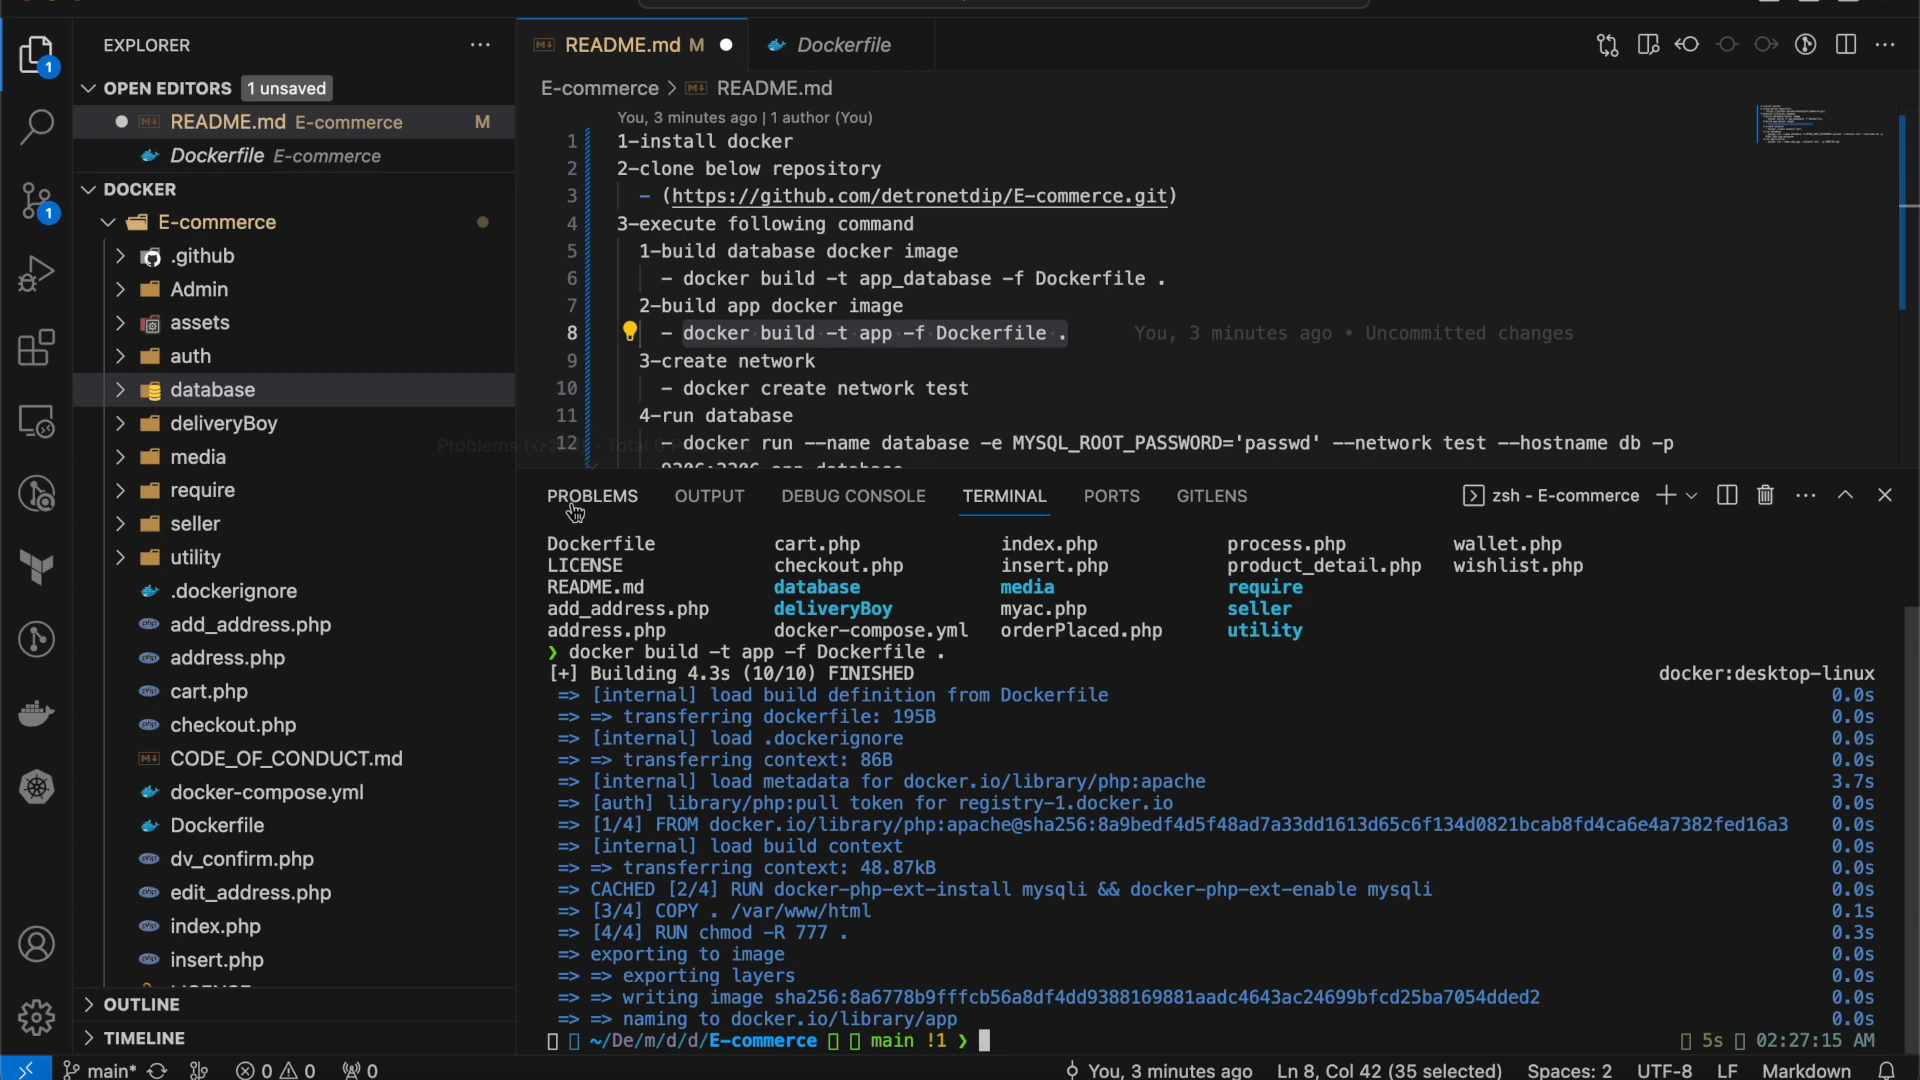 EXPLORER
OPEN EDITORS 1 unsaved
README.md E-commerce M
Dockerfile E-commerce
DOCKER
E-commerce
.github
Admin
assets
auth
database
deliveryBoy
media
require
seller
utility
.dockerignore
add_address.php
address.php
cart.php
checkout.php
CODE_OF_CONDUCT.md
docker-compose.yml
Dockerfile
dv_confirm.php
edit_address.php
index.php
insert.php
OUTLINE
TIMELINE
1
1
README.md M
Dockerfile
E-commerce > README.md
You, 3 minutes ago | 1 author (You)
1 1-install docker
2 2-clone below repository
3 - (https://github.com/detronetdip/E-commerce.git)
4 3-execute following command
5 1-build database docker image
6 - docker build -t app_database -f Dockerfile .
7 2-build app docker image
8 - docker build -t app -f Dockerfile . You, 3 minutes ago • Uncommitted changes
9 3-create network
10 - docker create network test
11 4-run database
12 - docker run --name database -e MYSQL_ROOT_PASSWORD='passwd' --network test --hostname db -p
PROBLEMS OUTPUT DEBUG CONSOLE TERMINAL PORTS GITLENS zsh - E-commerce
Dockerfile cart.php index.php process.php wallet.php
LICENSE checkout.php insert.php product_detail.php wishlist.php
README.md database media require
add_address.php deliveryBoy myac.php seller
address.php docker-compose.yml orderPlaced.php utility
❯ docker build -t app -f Dockerfile .
[+] Building 4.3s (10/10) FINISHED docker:desktop-linux
=> [internal] load build definition from Dockerfile 0.0s
=> => transferring dockerfile: 195B 0.0s
=> [internal] load .dockerignore 0.0s
=> => transferring context: 86B 0.0s
=> [internal] load metadata for docker.io/library/php:apache 3.7s
=> [auth] library/php:pull token for registry-1.docker.io 0.0s
=> [1/4] FROM docker.io/library/php:apache@sha256:8a9bedf4d5f48ad7a33dd1613d65c6f134d0821bcab8fd4ca6e4a7382fed16a3 0.0s
=> [internal] load build context 0.0s
=> => transferring context: 48.87kB 0.0s
=> CACHED [2/4] RUN docker-php-ext-install mysqli && docker-php-ext-enable mysqli 0.0s
=> [3/4] COPY . /var/www/html 0.1s
=> [4/4] RUN chmod -R 777 . 0.3s
=> exporting to image 0.0s
=> => exporting layers 0.0s
=> => writing image sha256:8a6778b9fffcb56a8df4dd9388169881aadc4643ac24699bfcd25ba7054dded2 0.0s
=> => naming to docker.io/library/app 0.0s
~/De/m/d/d/E-commerce main !1 ❯ 5s 02:27:15 AM
main* 0 0 0 You, 3 minutes ago Ln 8, Col 42 (35 selected) Spaces: 2 UTF-8 LF Markdown